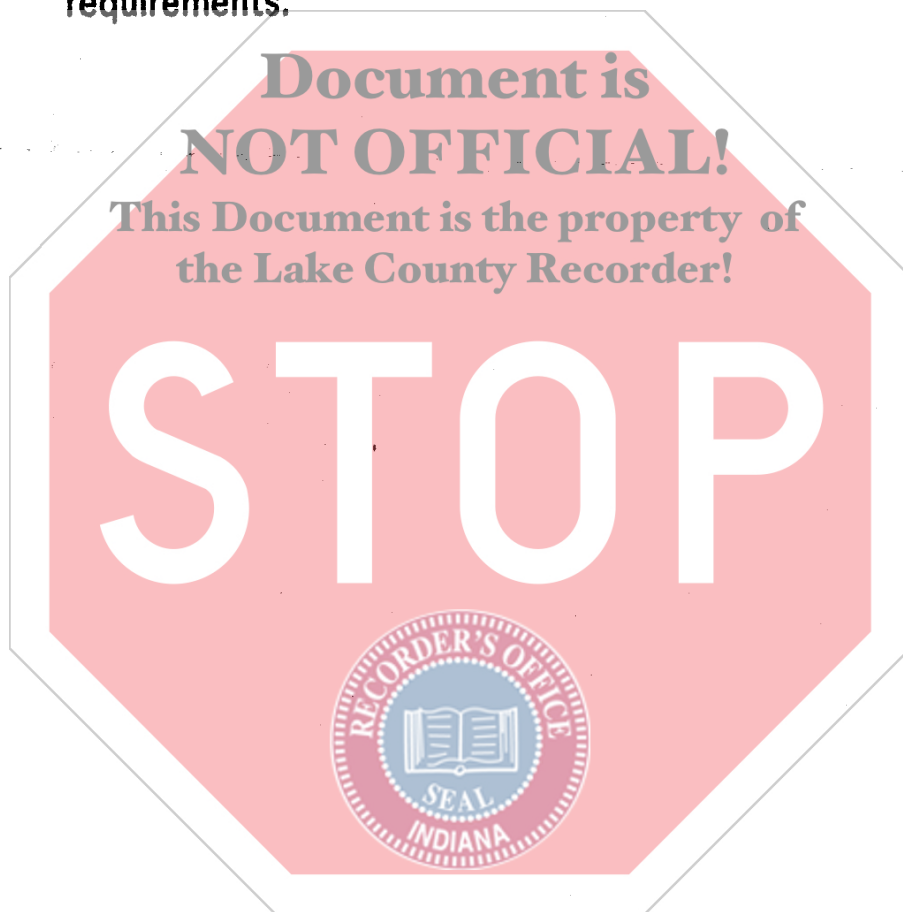 requirements.
Document is
NOT OFFICIAL!
This Document is the property of
the Lake County Recorder!
STOP
RECORDER'S OFFICE
SEAL
INDIANA